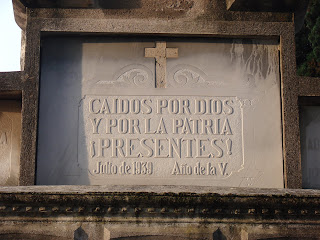 CAIDOS POR DIOS
Y POR LA PATRIA
¡PRESENTES!
Julio de 1939 Año de la V.